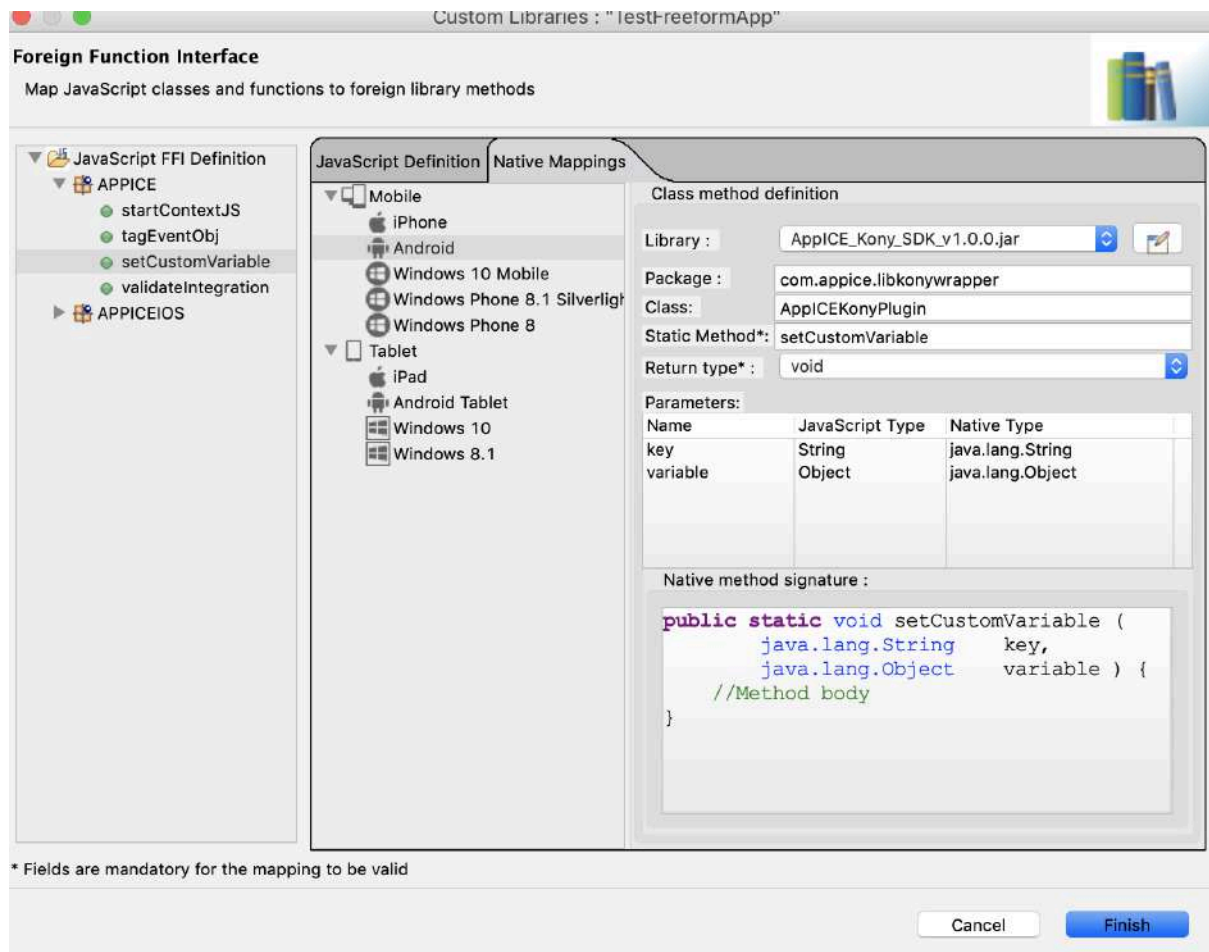 Custom Libraries : "TestFreeformApp"
Foreign Function Interface
Map JavaScript classes and functions to foreign library methods
JavaScript FFI Definition
APPICE
startContextJS
tagEventObj
setCustomVariable
validateIntegration
APPICEIOS
JavaScript Definition
Native Mappings
Mobile
iPhone
Android
Windows 10 Mobile
Windows Phone 8.1 Silverligh
Windows Phone 8
Tablet
iPad
Android Tablet
Windows 10
Windows 8.1
Class method definition
Library : AppICE_Kony_SDK_v1.0.0.jar
Package : com.appice.libkonywrapper
Class: AppICEKonyPlugin
Static Method*: setCustomVariable
Return type* : void
Parameters:
Name JavaScript Type Native Type
key String java.lang.String
variable Object java.lang.Object
Native method signature :
public static void setCustomVariable (
java.lang.String key,
java.lang.Object variable ) {
//Method body
}
* Fields are mandatory for the mapping to be valid
Cancel Finish